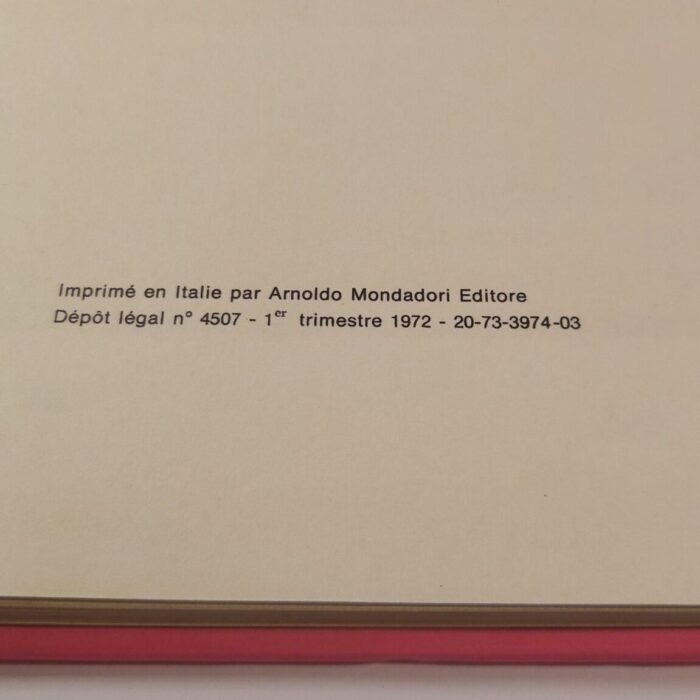 Imprimé en Italie par Arnoldo Mondadori Editore
Dépôt légal n° 4507 - 1er trimestre 1972 - 20-73-3974-03